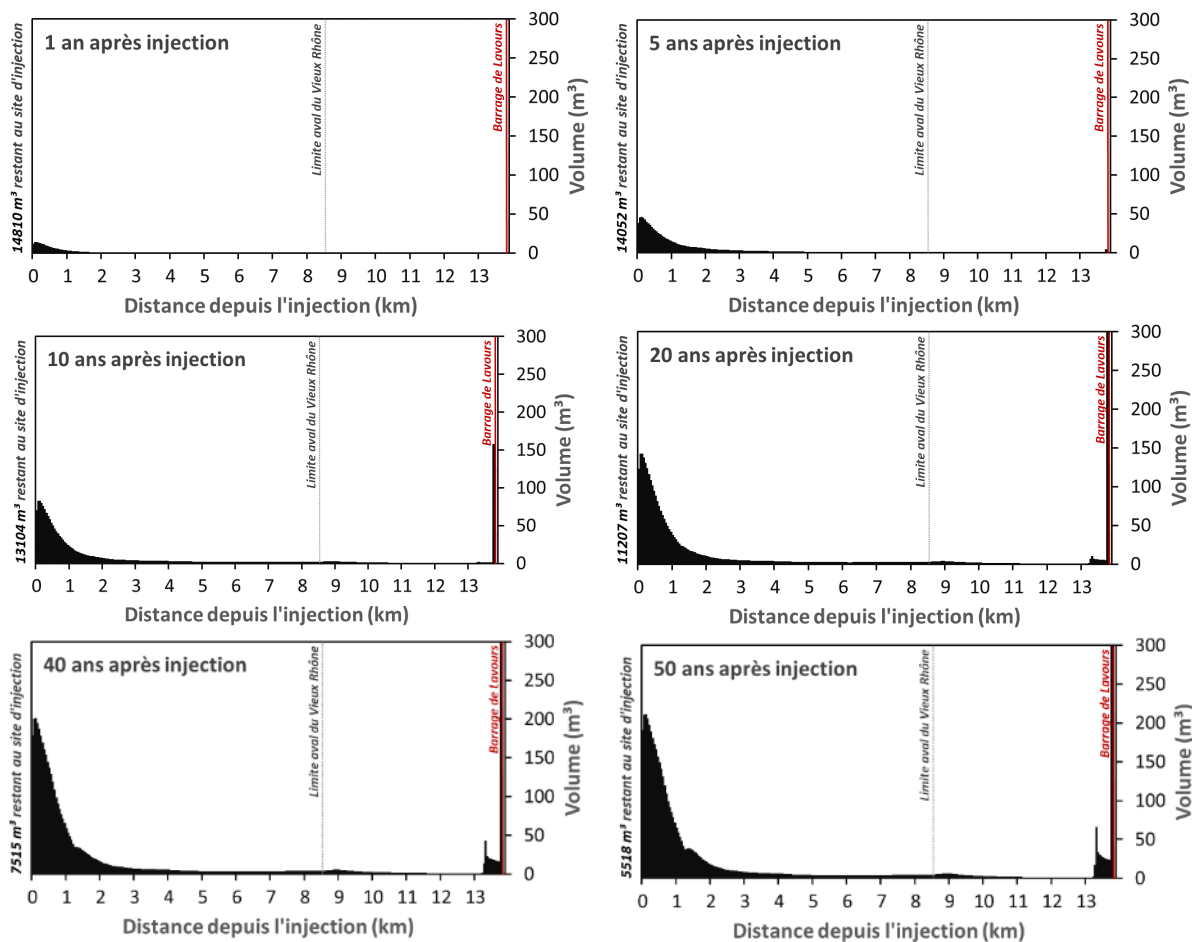 1 an après injection
14810 m³ restant au site d'injection
Limite aval du Vieux Rhône
Barrage de Lavours
300
250
200
150
100
50
0
Volume (m³)
0 1 2 3 4 5 6 7 8 9 10 11 12 13
Distance depuis l'injection (km)
5 ans après injection
14052 m³ restant au site d'injection
Limite aval du Vieux Rhône
Barrage de Lavours
300
250
200
150
100
50
0
Volume (m³)
0 1 2 3 4 5 6 7 8 9 10 11 12 13
Distance depuis l'injection (km)
10 ans après injection
13104 m³ restant au site d'injection
Limite aval du Vieux Rhône
Barrage de Lavours
300
250
200
150
100
50
0
Volume (m³)
0 1 2 3 4 5 6 7 8 9 10 11 12 13
Distance depuis l'injection (km)
20 ans après injection
11207 m³ restant au site d'injection
Limite aval du Vieux Rhône
Barrage de Lavours
300
250
200
150
100
50
0
Volume (m³)
0 1 2 3 4 5 6 7 8 9 10 11 12 13
Distance depuis l'injection (km)
40 ans après injection
7515 m³ restant au site d'injection
Limite aval du Vieux Rhône
Barrage de Lavours
300
250
200
150
100
50
0
Volume (m³)
0 1 2 3 4 5 6 7 8 9 10 11 12 13
Distance depuis l'injection (km)
50 ans après injection
5518 m³ restant au site d'injection
Limite aval du Vieux Rhône
Barrage de Lavours
300
250
200
150
100
50
0
Volume (m³)
0 1 2 3 4 5 6 7 8 9 10 11 12 13
Distance depuis l'injection (km)